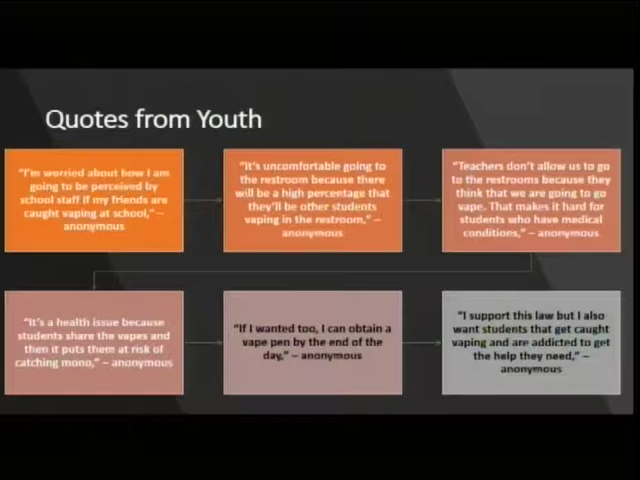 Quotes from Youth
"I'm worried about how I am
going to be perceived by
school staff if my friends are
caught vaping at school," –
anonymous
"It's uncomfortable going to
the restroom because there
will be a high percentage that
they'll be other students
vaping in the restroom," –
anonymous
"Teachers don't allow us to go
to the restrooms because they
think that we are going to go
vape. That makes it hard for
students who have medical
conditions," – anonymous
"It's a health issue because
students share the vapes and
then it puts them at risk of
catching mono," – anonymous
"If I wanted too, I can obtain a
vape pen by the end of the
day," – anonymous
"I support this law but I also
want students that get caught
vaping and are addicted to get
the help they need," –
anonymous